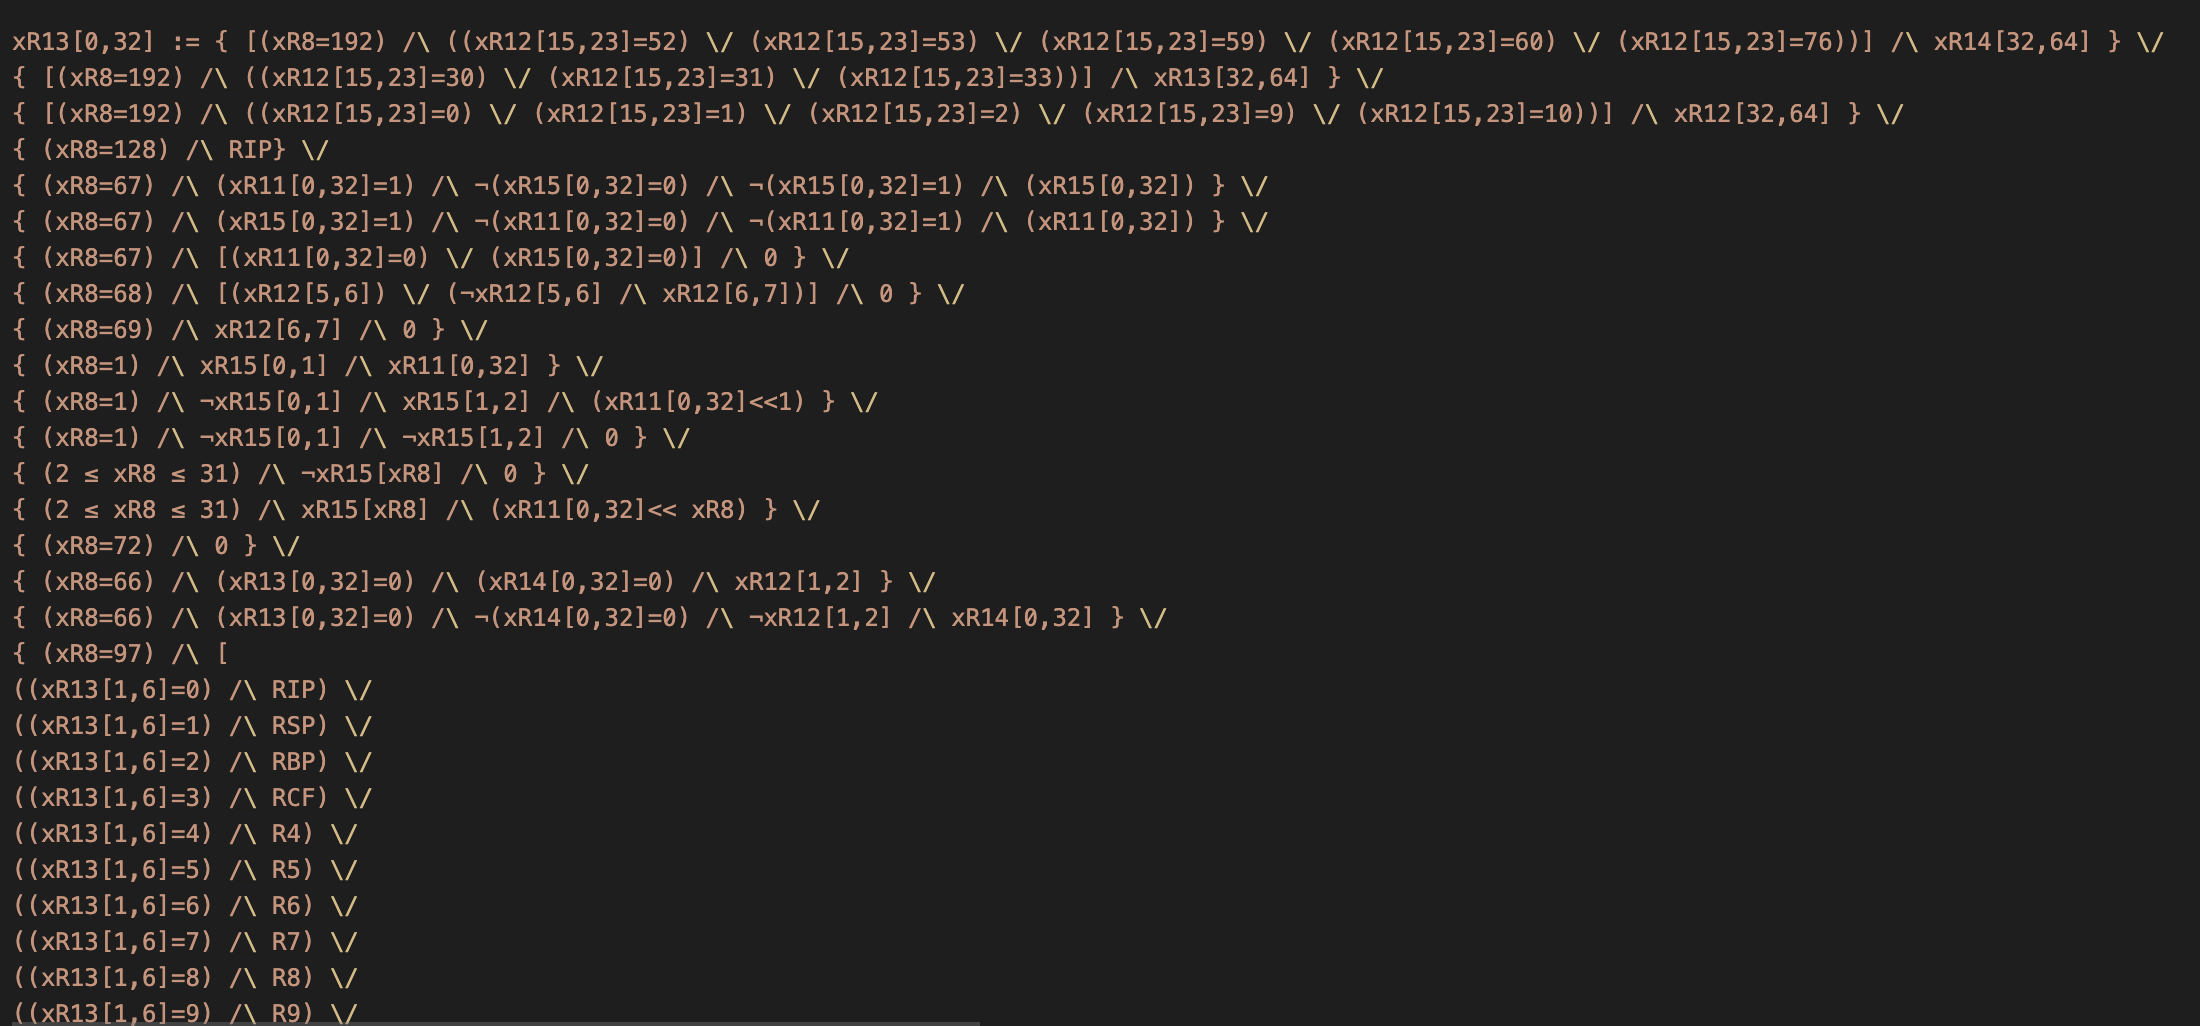 xR13[0,32] := { [(xR8=192) /\ ((xR12[15,23]=52) \/ (xR12[15,23]=53) \/ (xR12[15,23]=59) \/ (xR12[15,23]=60) \/ (xR12[15,23]=76))] /\ xR14[32,64] } \/
{ [(xR8=192) /\ ((xR12[15,23]=30) \/ (xR12[15,23]=31) \/ (xR12[15,23]=33))] /\ xR13[32,64] } \/
{ [(xR8=192) /\ ((xR12[15,23]=0) \/ (xR12[15,23]=1) \/ (xR12[15,23]=2) \/ (xR12[15,23]=9) \/ (xR12[15,23]=10))] /\ xR12[32,64] } \/
{ (xR8=128) /\ RIP} \/
{ (xR8=67) /\ (xR11[0,32]=1) /\ ¬(xR15[0,32]=0) /\ ¬(xR15[0,32]=1) /\ (xR15[0,32]) } \/
{ (xR8=67) /\ (xR15[0,32]=1) /\ ¬(xR11[0,32]=0) /\ ¬(xR11[0,32]=1) /\ (xR11[0,32]) } \/
{ (xR8=67) /\ [(xR11[0,32]=0) \/ (xR15[0,32]=0)] /\ 0 } \/
{ (xR8=68) /\ [(xR12[5,6]) \/ (¬xR12[5,6] /\ xR12[6,7])] /\ 0 } \/
{ (xR8=69) /\ xR12[6,7] /\ 0 } \/
{ (xR8=1) /\ xR15[0,1] /\ xR11[0,32] } \/
{ (xR8=1) /\ ¬xR15[0,1] /\ xR15[1,2] /\ (xR11[0,32]<<1) } \/
{ (xR8=1) /\ ¬xR15[0,1] /\ ¬xR15[1,2] /\ 0 } \/
{ (2 ≤ xR8 ≤ 31) /\ ¬xR15[xR8] /\ 0 } \/
{ (2 ≤ xR8 ≤ 31) /\ xR15[xR8] /\ (xR11[0,32]<< xR8) } \/
{ (xR8=72) /\ 0 } \/
{ (xR8=66) /\ (xR13[0,32]=0) /\ (xR14[0,32]=0) /\ xR12[1,2] } \/
{ (xR8=66) /\ (xR13[0,32]=0) /\ ¬(xR14[0,32]=0) /\ ¬xR12[1,2] /\ xR14[0,32] } \/
{ (xR8=97) /\ [
((xR13[1,6]=0) /\ RIP) \/
((xR13[1,6]=1) /\ RSP) \/
((xR13[1,6]=2) /\ RBP) \/
((xR13[1,6]=3) /\ RCF) \/
((xR13[1,6]=4) /\ R4) \/
((xR13[1,6]=5) /\ R5) \/
((xR13[1,6]=6) /\ R6) \/
((xR13[1,6]=7) /\ R7) \/
((xR13[1,6]=8) /\ R8) \/
((xR13[1,6]=9) /\ R9) \/